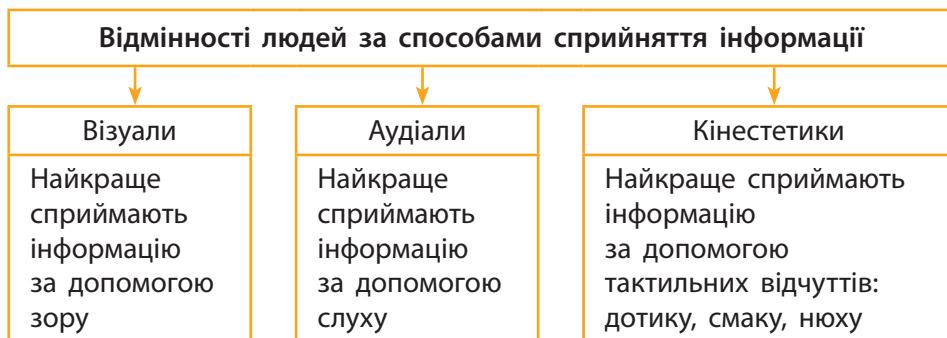 Відмінності людей за способами сприйняття інформації
Візуали
Найкраще
сприймають
інформацію
за допомогою
зору
Аудіали
Найкраще
сприймають
інформацію
за допомогою
слуху
Кінестетики
Найкраще сприймають
інформацію
за допомогою
тактильних відчуттів:
дотику, смаку, нюху